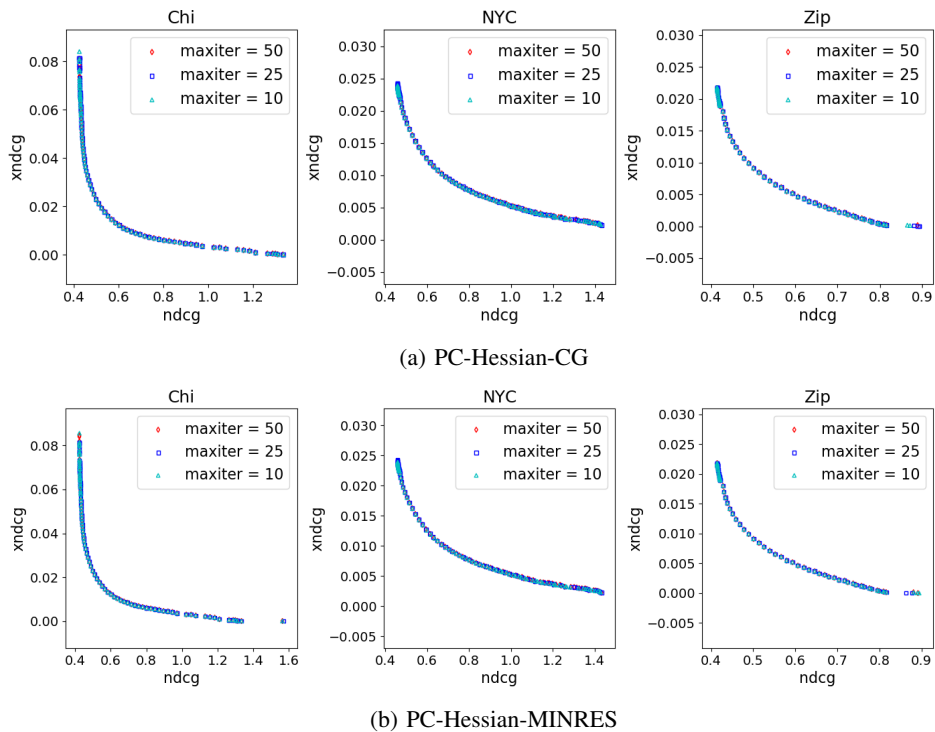 Chi
NYC
Zip
maxiter = 50
maxiter = 25
maxiter = 10
maxiter = 50
maxiter = 25
maxiter = 10
maxiter = 50
maxiter = 25
maxiter = 10
xndcg
0.08
0.06
0.04
0.02
0.00
xndcg
0.030
0.025
0.020
0.015
0.010
0.005
0.000
−0.005
xndcg
0.030
0.025
0.020
0.015
0.010
0.005
0.000
−0.005
0.4 0.6 0.8 1.0 1.2
0.4 0.6 0.8 1.0 1.2 1.4
0.4 0.5 0.6 0.7 0.8 0.9
ndcg
ndcg
ndcg
(a) PC-Hessian-CG
Chi
NYC
Zip
maxiter = 50
maxiter = 25
maxiter = 10
maxiter = 50
maxiter = 25
maxiter = 10
maxiter = 50
maxiter = 25
maxiter = 10
xndcg
0.08
0.06
0.04
0.02
0.00
xndcg
0.030
0.025
0.020
0.015
0.010
0.005
0.000
−0.005
xndcg
0.030
0.025
0.020
0.015
0.010
0.005
0.000
−0.005
0.4 0.6 0.8 1.0 1.2 1.4 1.6
0.4 0.6 0.8 1.0 1.2 1.4
0.4 0.5 0.6 0.7 0.8 0.9
ndcg
ndcg
ndcg
(b) PC-Hessian-MINRES